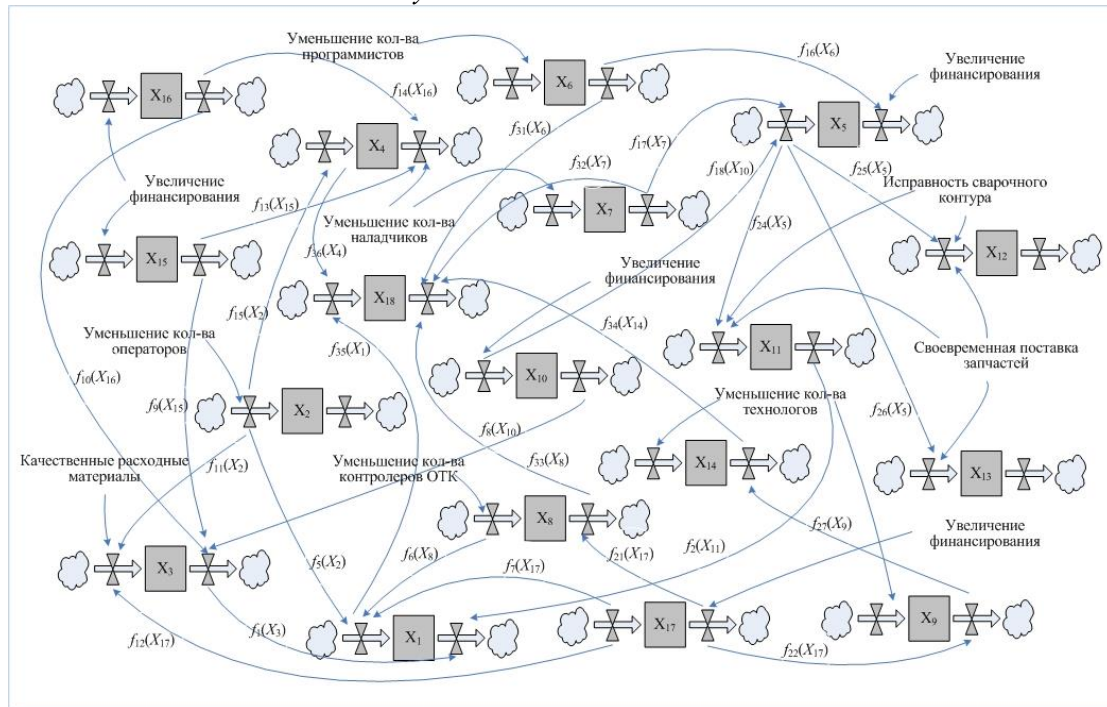 у
Уменьшение кол-ва
программистов
f16(X6)
Увеличение
финансирования
X16
X6
f14(X16)
X5
f31(X6)
X4
f17(X7)
f18(X10)
f25(X5)
f32(X7)
Увеличение
финансирования
f13(X15)
Исправность сварочного
контура
X7
Уменьшение кол-ва
наладчиков
f24(X5)
X12
X15
f36(X4)
Увеличение
финансирования
X18
f15(X2)
f34(X14)
f35(X1)
X11
Своевременная поставка
запчастей
Уменьшение кол-ва
операторов
X10
f10(X16)
f9(X15)
Уменьшение кол-ва
технологов
X2
f8(X10)
f26(X5)
Качественные расходные
материалы
f11(X2)
Уменьшение кол-ва
контролеров ОТК
f33(X8)
X14
X13
X8
f27(X9)
Увеличение
финансирования
f6(X8)
f21(X17)
f2(X11)
X3
f5(X2)
f7(X17)
f12(X17)
f1(X3)
X1
X17
X9
f22(X17)